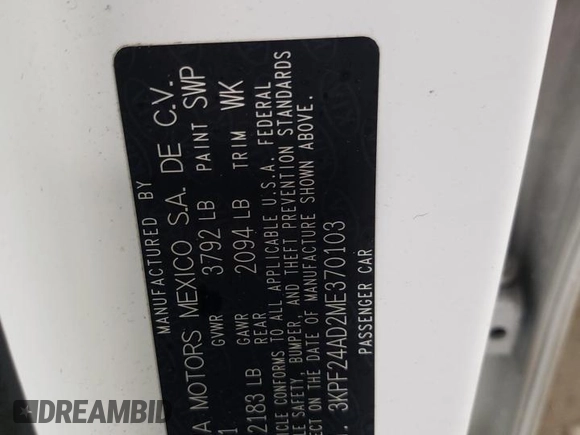 MANUFACTURED BY
A MOTORS MEXICO S.A. DE C.V.
GVWR 3792 LB PAINT SWP
1
GAWR
2183 LB REAR 2094 LB TRIM WK
ICLE CONFORMS TO ALL APPLICABLE U.S.A. FEDERAL
LE SAFETY, BUMPER, AND THEFT PREVENTION STANDARDS
ECT ON THE DATE OF MANUFACTURE SHOWN ABOVE.
. 3KPF24AD2ME370103
PASSENGER CAR
DREAMBID